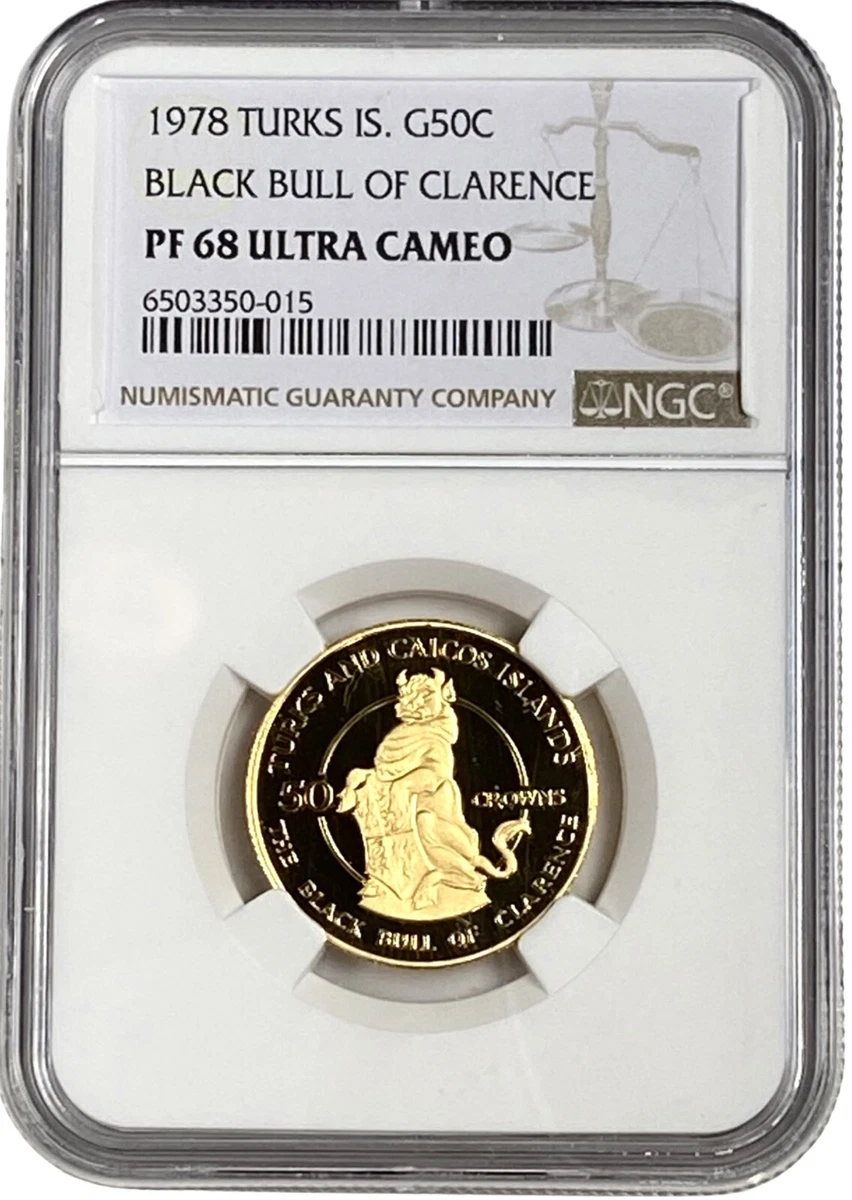 1978 TURKS IS. G50C
BLACK BULL OF CLARENCE
PF 68 ULTRA CAMEO
6503350-015
NUMISMATIC GUARANTY COMPANY NGC®
TURKS AND CAICOS ISLANDS
50 CROWNS
THE BLACK BULL OF CLARENCE